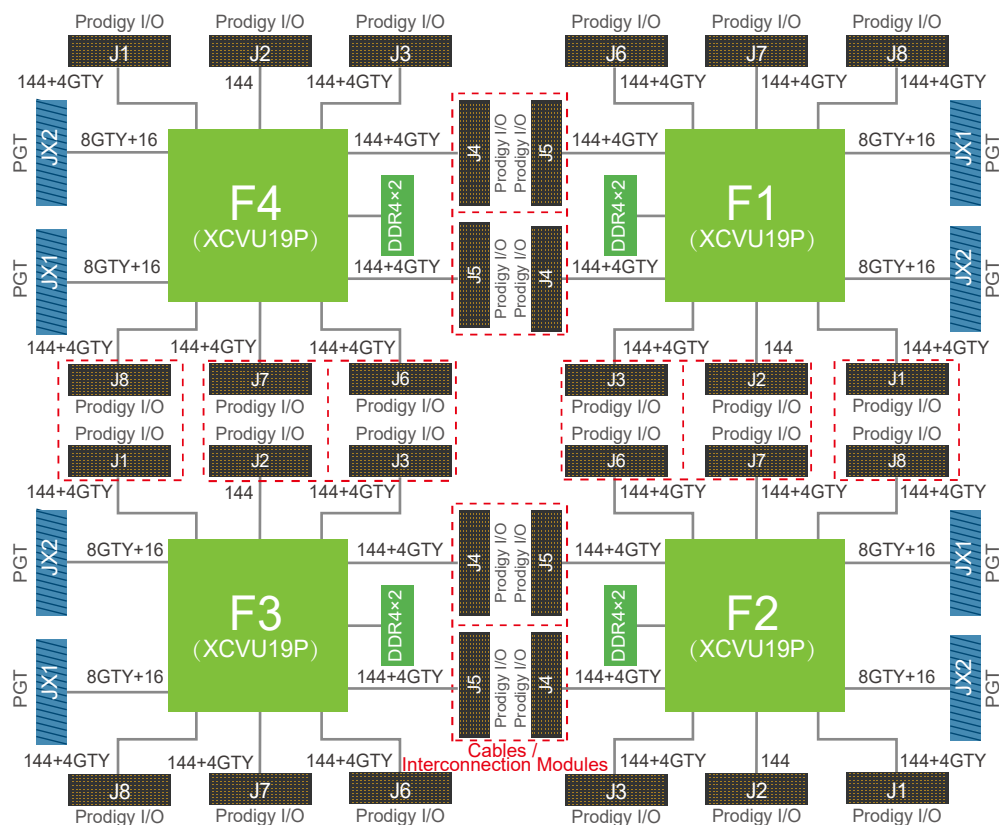 Prodigy I/O Prodigy I/O Prodigy I/O Prodigy I/O Prodigy I/O Prodigy I/O
J1 J2 J3 J6 J7 J8
144+4GTY 144 144+4GTY 144+4GTY 144+4GTY 144+4GTY
PGT JX2 8GTY+16 144+4GTY J4 Prodigy I/O Prodigy I/O J5 144+4GTY 8GTY+16 JX1 PGT
F4 F1
(XCVU19P) DDR4×2 DDR4×2 (XCVU19P)
PGT JX1 8GTY+16 144+4GTY J5 Prodigy I/O Prodigy I/O J4 144+4GTY 8GTY+16 JX2 PGT
144+4GTY 144+4GTY 144+4GTY 144+4GTY 144 144+4GTY
J8 J7 J6 J3 J2 J1
Prodigy I/O Prodigy I/O Prodigy I/O Prodigy I/O Prodigy I/O Prodigy I/O
Prodigy I/O Prodigy I/O Prodigy I/O Prodigy I/O Prodigy I/O Prodigy I/O
J1 J2 J3 J6 J7 J8
144+4GTY 144 144+4GTY 144+4GTY 144+4GTY 144+4GTY
PGT JX2 8GTY+16 144+4GTY J4 Prodigy I/O Prodigy I/O J5 144+4GTY 8GTY+16 JX1 PGT
F3 F2
(XCVU19P) DDR4×2 DDR4×2 (XCVU19P)
PGT JX1 8GTY+16 144+4GTY J5 Prodigy I/O Prodigy I/O J4 144+4GTY 8GTY+16 JX2 PGT
Cables /
Interconnection Modules
144+4GTY 144+4GTY 144+4GTY 144+4GTY 144 144+4GTY
J8 J7 J6 J3 J2 J1
Prodigy I/O Prodigy I/O Prodigy I/O Prodigy I/O Prodigy I/O Prodigy I/O